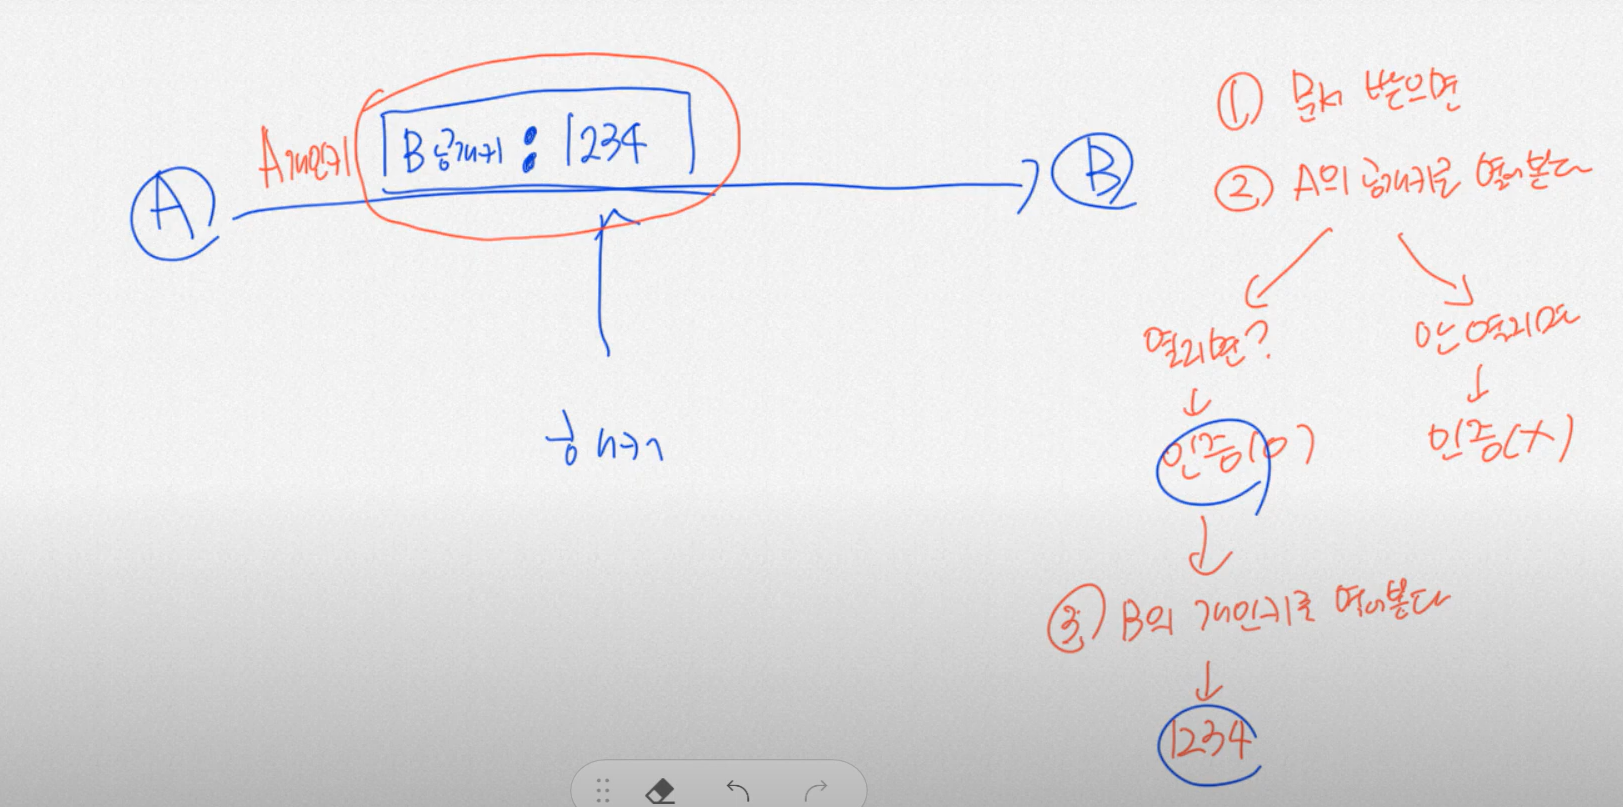 A
A개인키
B공개키 : 1234
B
① 문서 받으면
② A의 공개키로 열어본다
열리면?
안 열리면
인증(O)
인증(X)
③ B의 개인키로 열어본다
1234